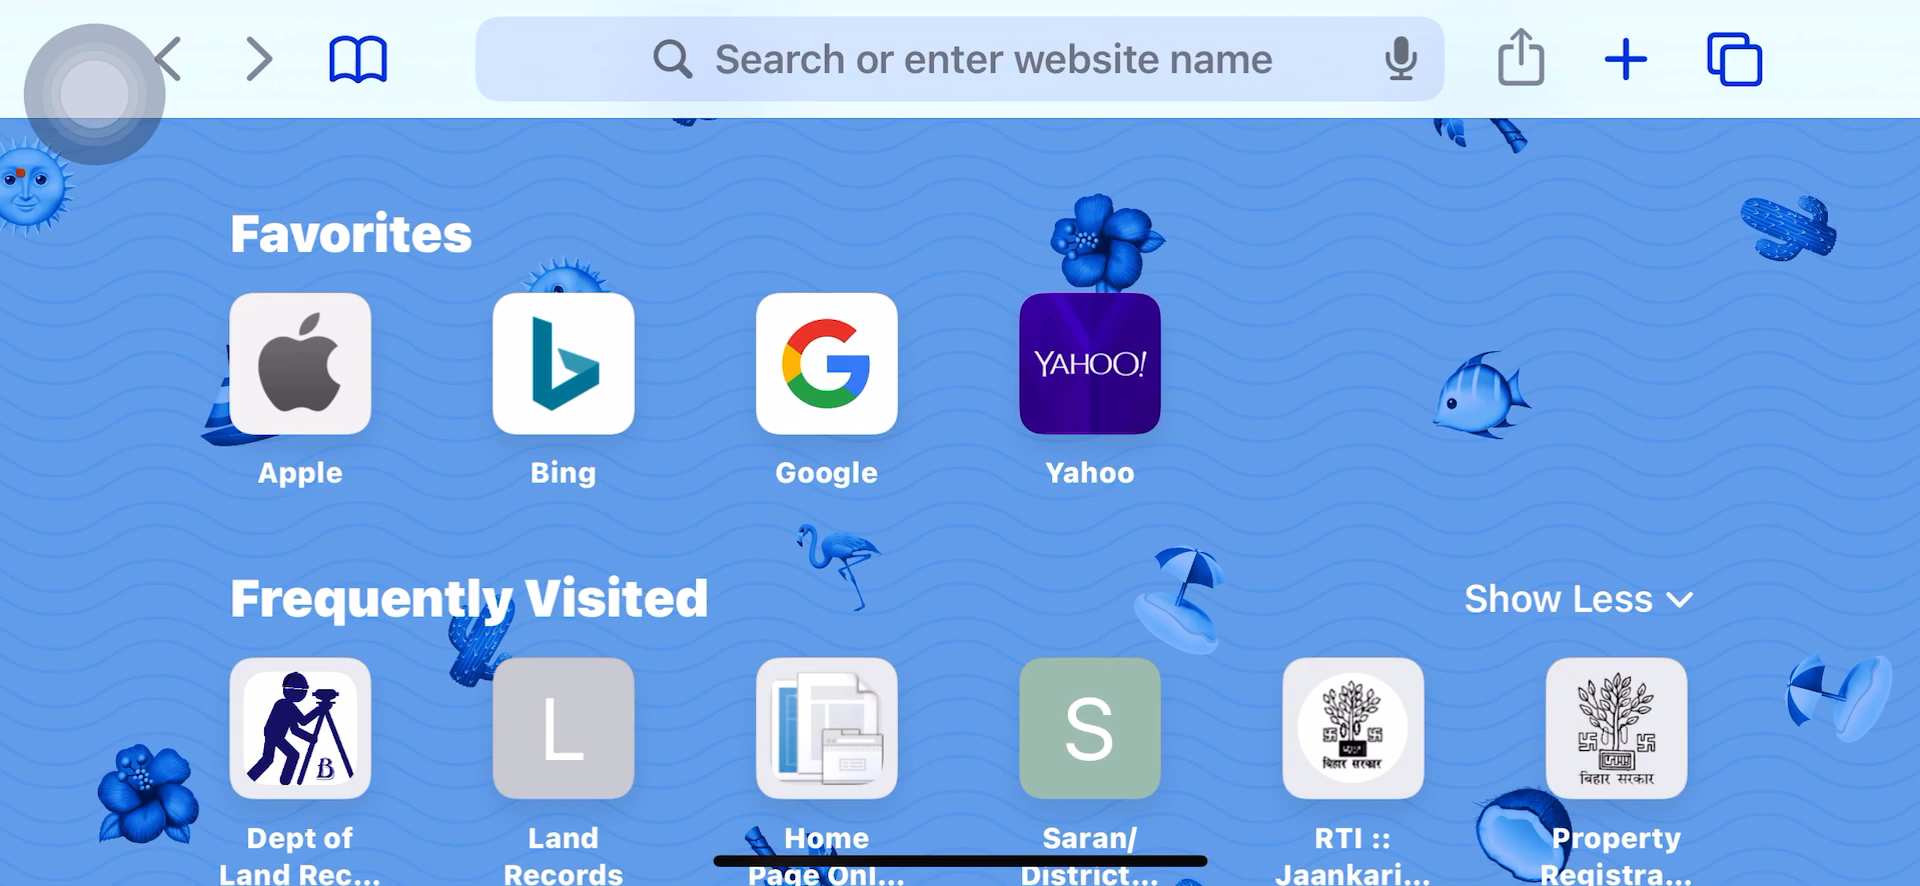 Search or enter website name
Favorites
YAHOO!
Apple
Bing
Google
Yahoo
Frequently Visited
Show Less
B
L
S
बिहार सरकार
बिहार सरकार
Dept of
Land Rec...
Land
Records
Home
Page Onl...
Saran/
District...
RTI ::
Jaankari...
Property
Registra...